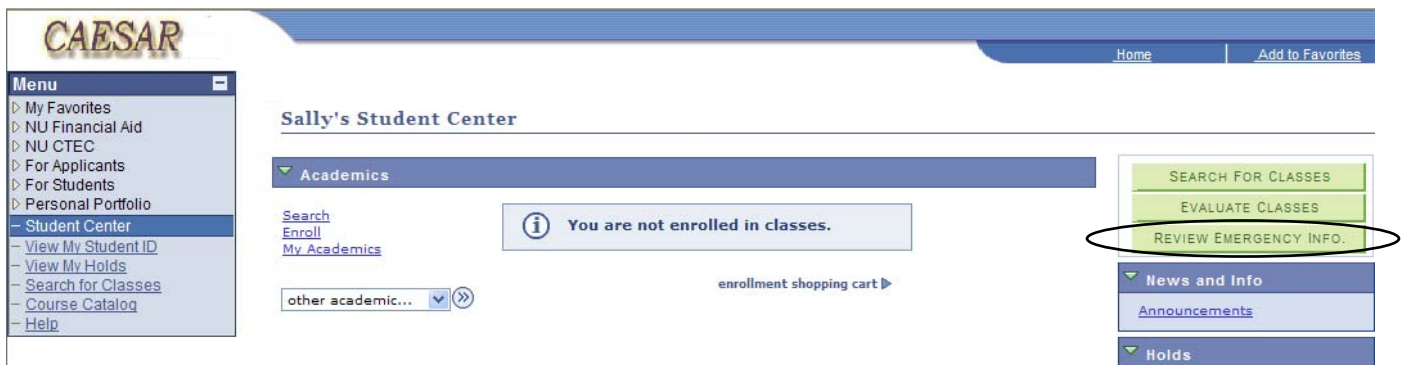 CAESAR
Home
Add to Favorites
Menu
My Favorites
NU Financial Aid
NU CTEC
For Applicants
For Students
Personal Portfolio
– Student Center
– View My Student ID
– View My Holds
– Search for Classes
– Course Catalog
– Help
Sally's Student Center
Academics
Search
Enroll
My Academics
You are not enrolled in classes.
other academic...
enrollment shopping cart
SEARCH FOR CLASSES
EVALUATE CLASSES
REVIEW EMERGENCY INFO.
News and Info
Announcements
Holds